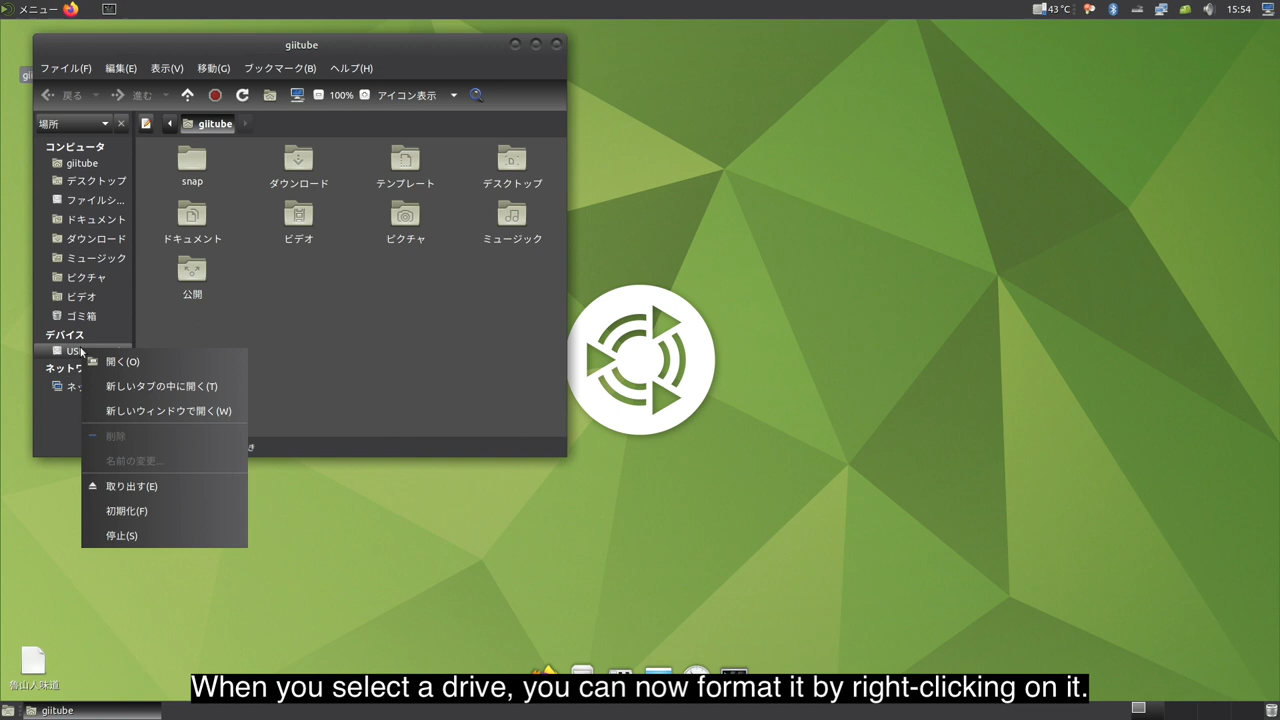 メニュー
43°C
15:54
giitube
ファイル(F) 編集(E) 表示(V) 移動(G) ブックマーク(B) ヘルプ(H)
戻る 進む 100% アイコン表示
場所 giitube
コンピュータ
giitube
デスクトップ
ファイルシ...
ドキュメント
ダウンロード
ミュージック
ピクチャ
ビデオ
ゴミ箱
デバイス
snap ダウンロード テンプレート デスクトップ
ドキュメント ビデオ ピクチャ ミュージック
公開
開く(O)
新しいタブの中に開く(T)
新しいウィンドウで開く(W)
削除
名前の変更...
取り出す(E)
初期化(F)
停止(S)
魯山人味道
When you select a drive, you can now format it by right-clicking on it.
giitube